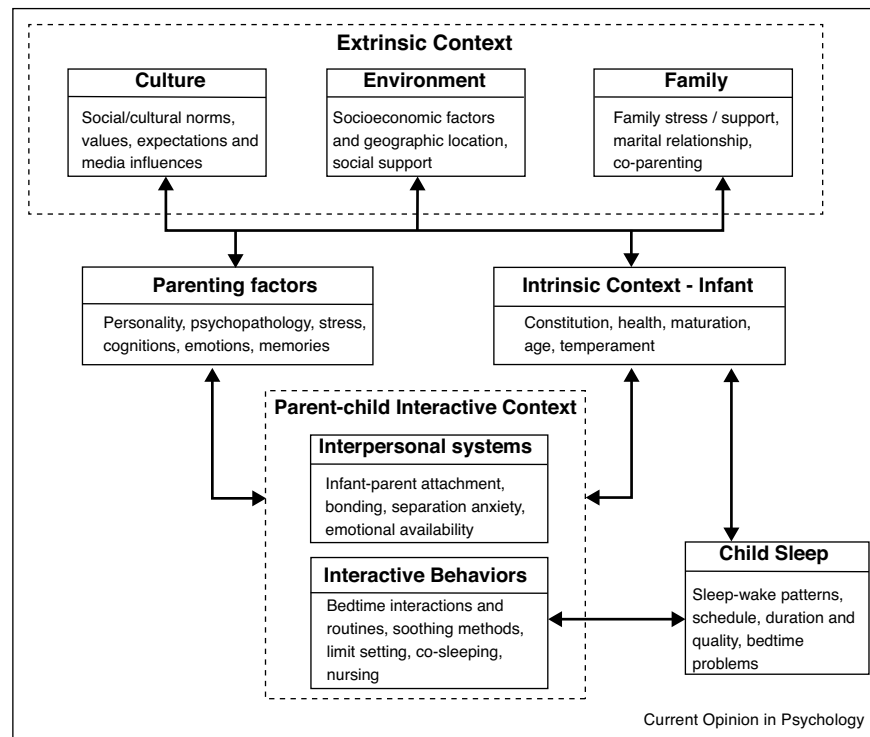 Extrinsic Context
Culture
Social/cultural norms,
values, expectations and
media influences
Environment
Socioeconomic factors
and geographic location,
social support
Family
Family stress / support,
marital relationship,
co-parenting
Parenting factors
Personality, psychopathology, stress,
cognitions, emotions, memories
Intrinsic Context - Infant
Constitution, health, maturation,
age, temperament
Parent-child Interactive Context
Interpersonal systems
Infant-parent attachment,
bonding, separation anxiety,
emotional availability
Interactive Behaviors
Bedtime interactions and
routines, soothing methods,
limit setting, co-sleeping,
nursing
Child Sleep
Sleep-wake patterns,
schedule, duration and
quality, bedtime
problems
Current Opinion in Psychology